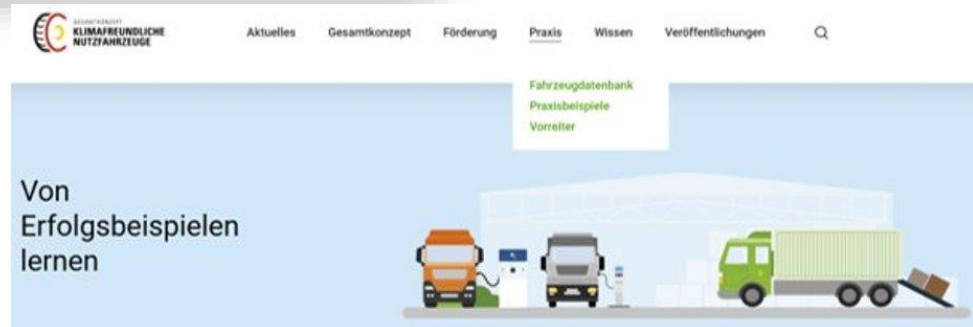 GESAMTKONZEPT
KLIMAFREUNDLICHE
NUTZFAHRZEUGE
Aktuelles Gesamtkonzept Förderung Praxis Wissen Veröffentlichungen
Fahrzeugdatenbank
Praxisbeispiele
Vorreiter
Von
Erfolgsbeispielen
lernen